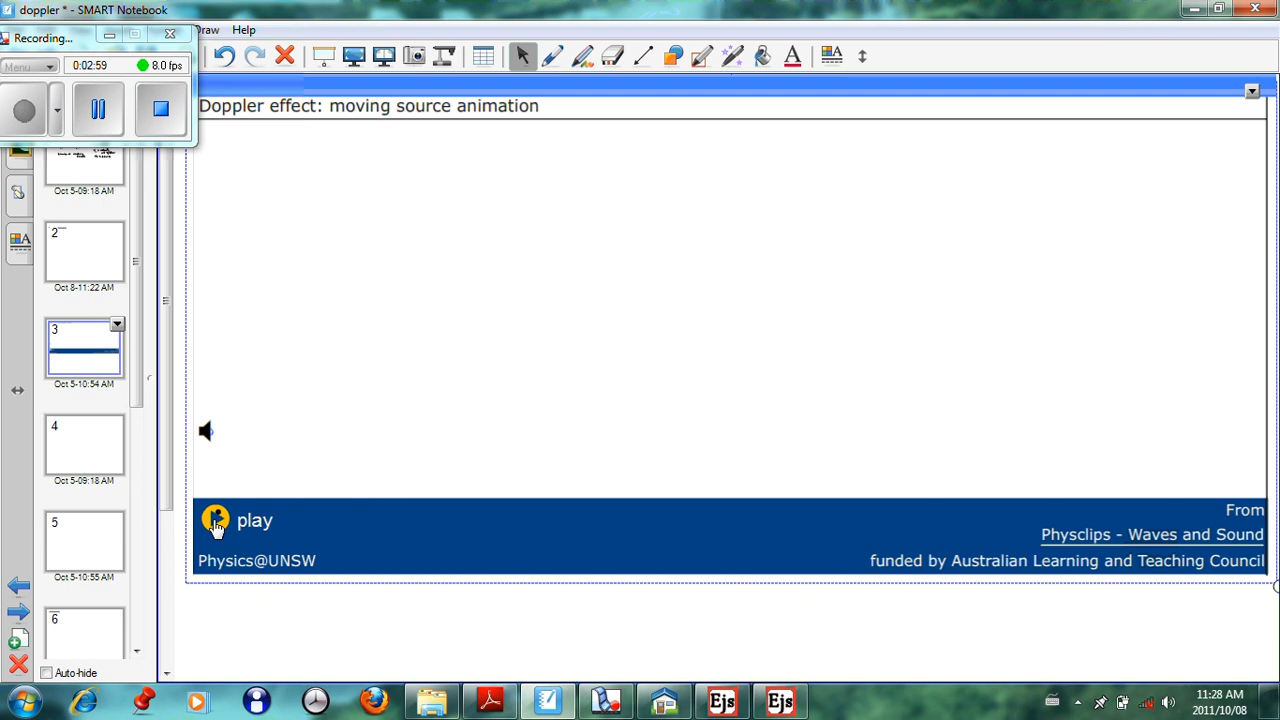 doppler * - SMART Notebook
Recording...
Draw Help
Menu
0:02:59
8.0 fps
Doppler effect: moving source animation
Oct 5-09:18 AM
2
Oct 8-11:22 AM
3
Oct 5-10:54 AM
4
Oct 5-09:18 AM
5
Oct 5-10:55 AM
6
play
From
Physclips - Waves and Sound
Physics@UNSW
funded by Australian Learning and Teaching Council
Auto-hide
Ejs
Ejs
11:28 AM
2011/10/08